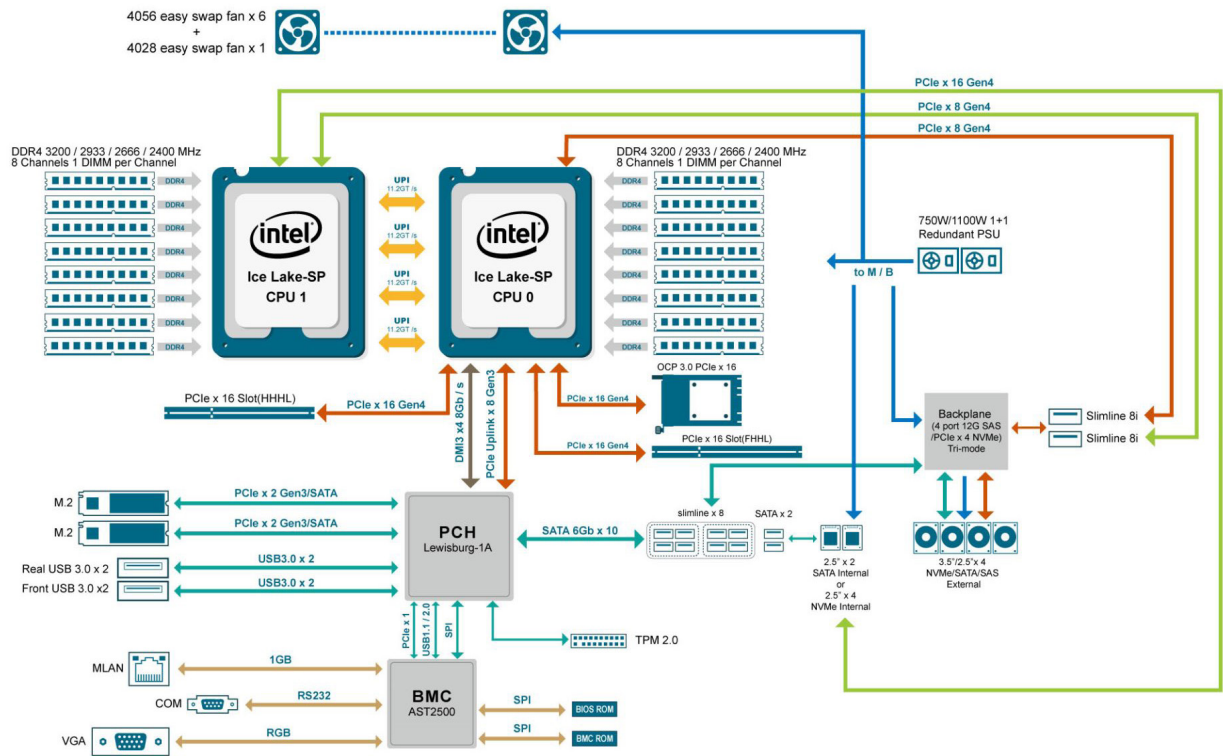 4056 easy swap fan x 6
+
4028 easy swap fan x 1
PCIe x 16 Gen4
PCIe x 8 Gen4
PCIe x 8 Gen4
DDR4 3200 / 2933 / 2666 / 2400 MHz
8 Channels 1 DIMM per Channel
DDR4
DDR4
DDR4
DDR4
DDR4
DDR4
DDR4
DDR4
intel
Ice Lake-SP
CPU 1
UPI
11.2GT /s
UPI
11.2GT /s
UPI
11.2GT /s
UPI
11.2GT /s
intel
Ice Lake-SP
CPU 0
DDR4 3200 / 2933 / 2666 / 2400 MHz
8 Channels 1 DIMM per Channel
DDR4
DDR4
DDR4
DDR4
DDR4
DDR4
DDR4
DDR4
750W/1100W 1+1
Redundant PSU
to M / B
PCIe x 16 Slot(HHHL)
PCIe x 16 Gen4
DMI3 x4 8Gb / s
PCIe Uplink x 8 Gen3
OCP 3.0 PCIe x 16
PCIe x 16 Gen4
PCIe x 16 Gen4
PCIe x 16 Slot(FHHL)
Backplane
(4 port 12G SAS
/PCIe x 4 NVMe)
Tri-mode
Slimline 8i
Slimline 8i
M.2
PCIe x 2 Gen3/SATA
M.2
PCIe x 2 Gen3/SATA
Real USB 3.0 x 2
USB3.0 x 2
Front USB 3.0 x2
USB3.0 x 2
PCH
Lewisburg-1A
SATA 6Gb x 10
slimline x 8
SATA x 2
2.5" x 2
SATA Internal
or
2.5" x 4
NVMe Internal
3.5"/2.5"x 4
NVMe/SATA/SAS
External
PCIe x 1
USB1.1 / 2.0
SPI
TPM 2.0
MLAN
1GB
COM
RS232
VGA
RGB
BMC
AST2500
SPI
BIOS ROM
SPI
BMC ROM